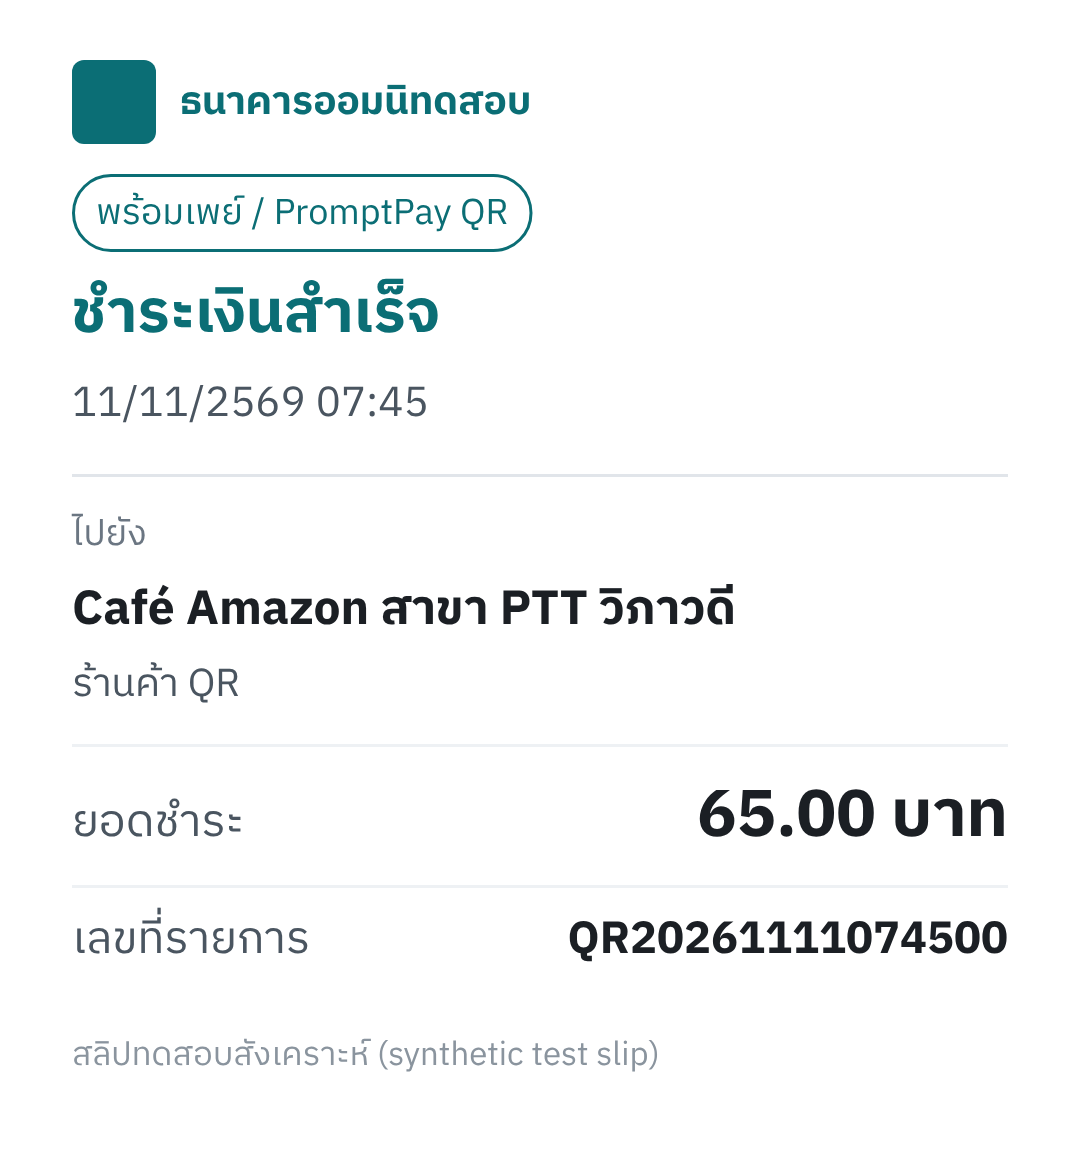 ธนาคารออมนิทดสอบ
พร้อมเพย์ / PromptPay QR
ชำระเงินสำเร็จ
11/11/2569 07:45
ไปยัง
Café Amazon สาขา PTT วิภาวดี
ร้านค้า QR
ยอดชำระ 65.00 บาท
เลขที่รายการ QR20261111074500
สลิปทดสอบสังเคราะห์ (synthetic test slip)